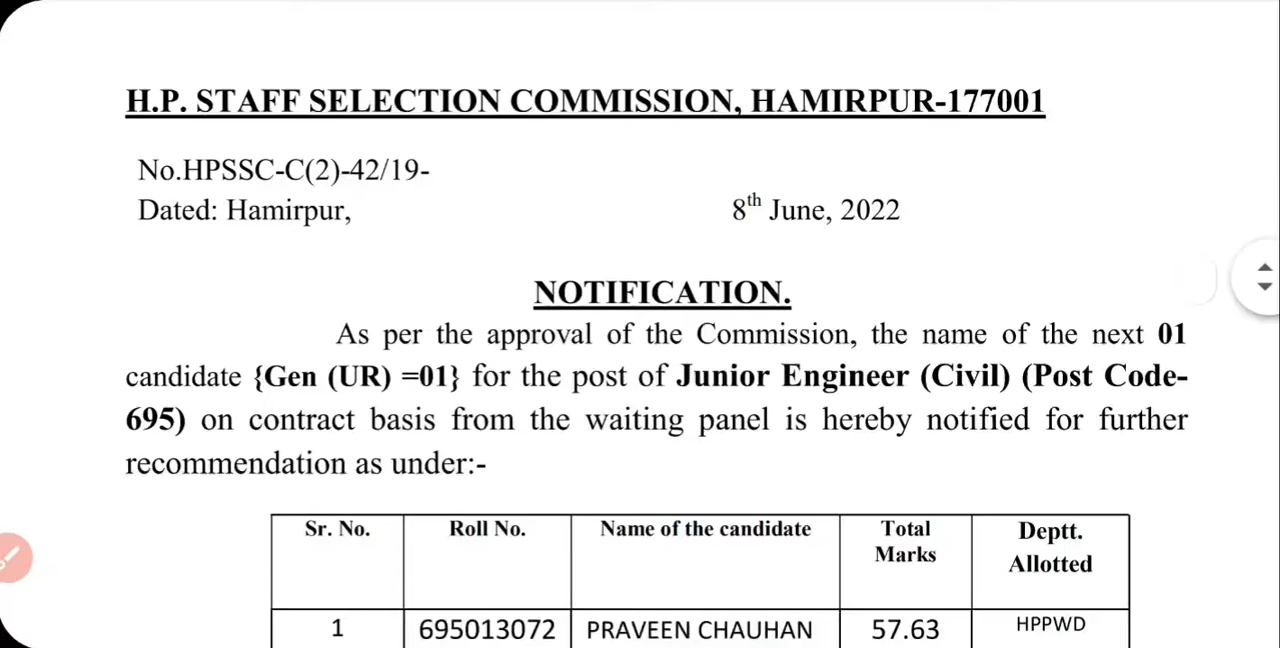 H.P. STAFF SELECTION COMMISSION, HAMIRPUR-177001
No.HPSSC-C(2)-42/19-
Dated: Hamirpur, 8th June, 2022
NOTIFICATION.
As per the approval of the Commission, the name of the next 01
candidate {Gen (UR) =01} for the post of Junior Engineer (Civil) (Post Code-
695) on contract basis from the waiting panel is hereby notified for further
recommendation as under:-
Sr. No. Roll No. Name of the candidate Total Marks Deptt. Allotted
1 695013072 PRAVEEN CHAUHAN 57.63 HPPWD